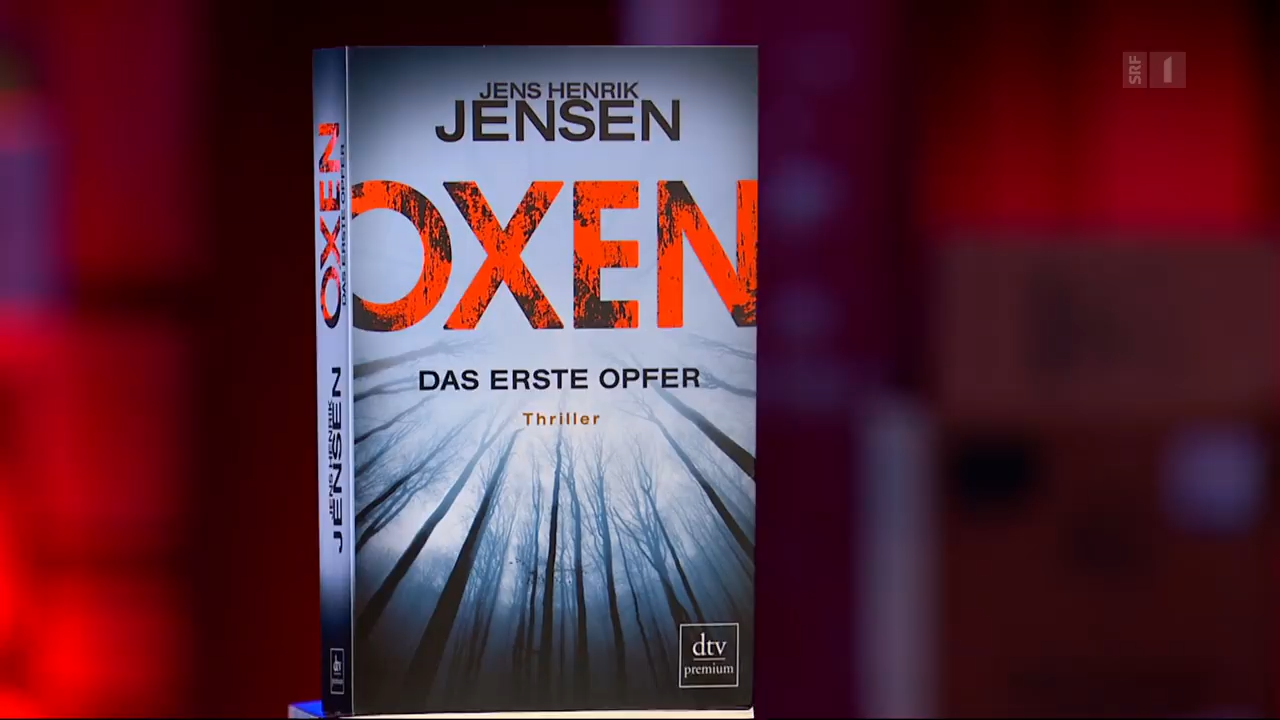 JENS HENRIK
JENSEN
OXEN
DAS ERSTE OPFER
Thriller
dtv
premium
JENS HENRIK
JENSEN
OXEN
DAS ERSTE OPFER
SRF 1